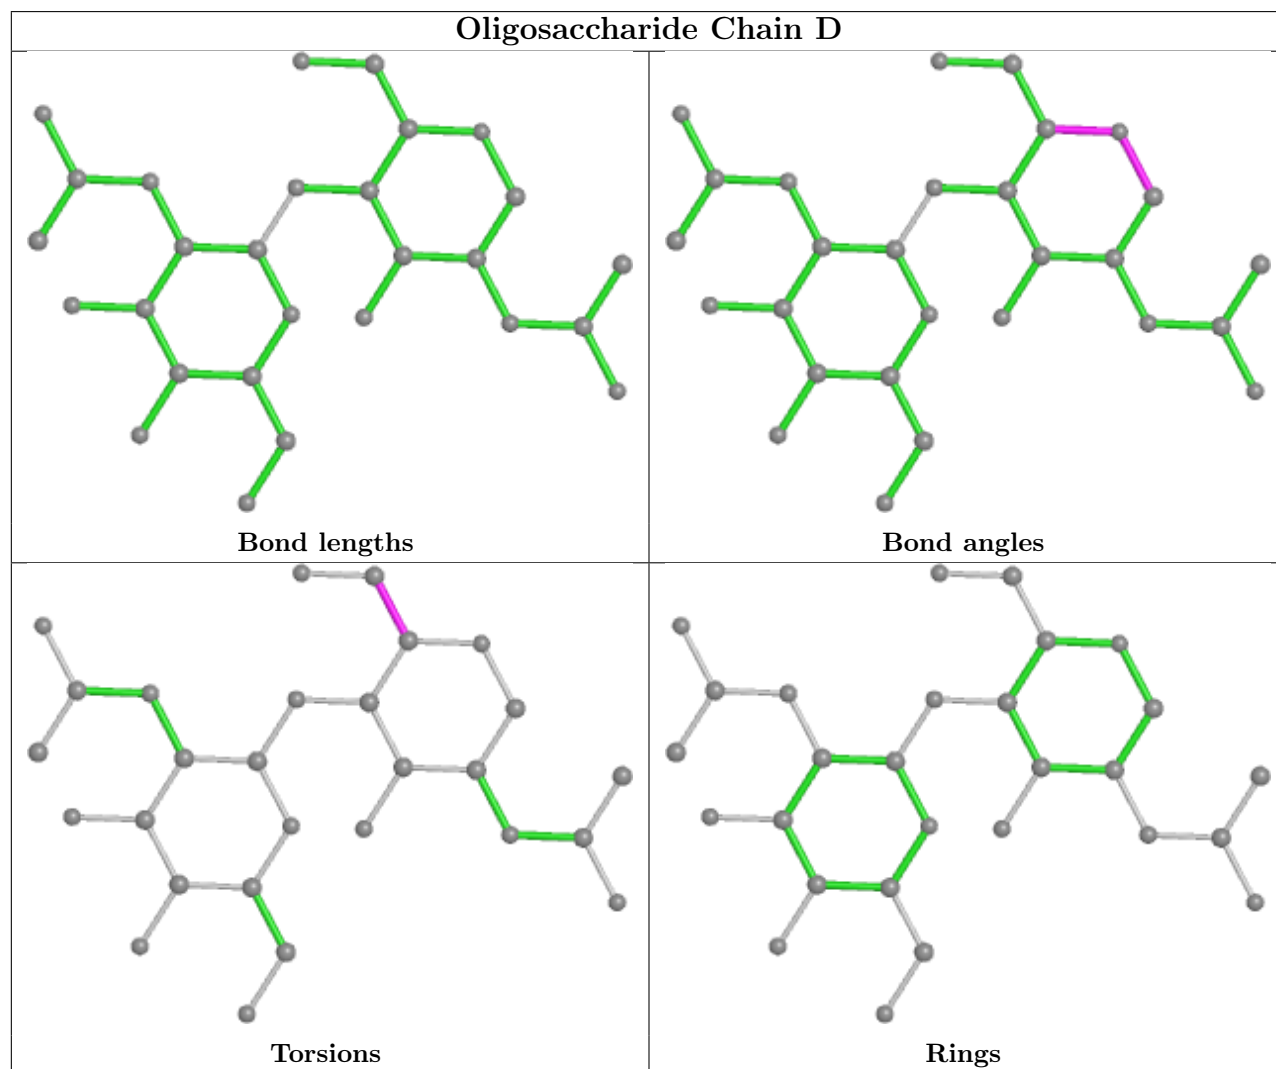 Oligosaccharide Chain D
Bond lengths
Bond angles
Torsions
Rings